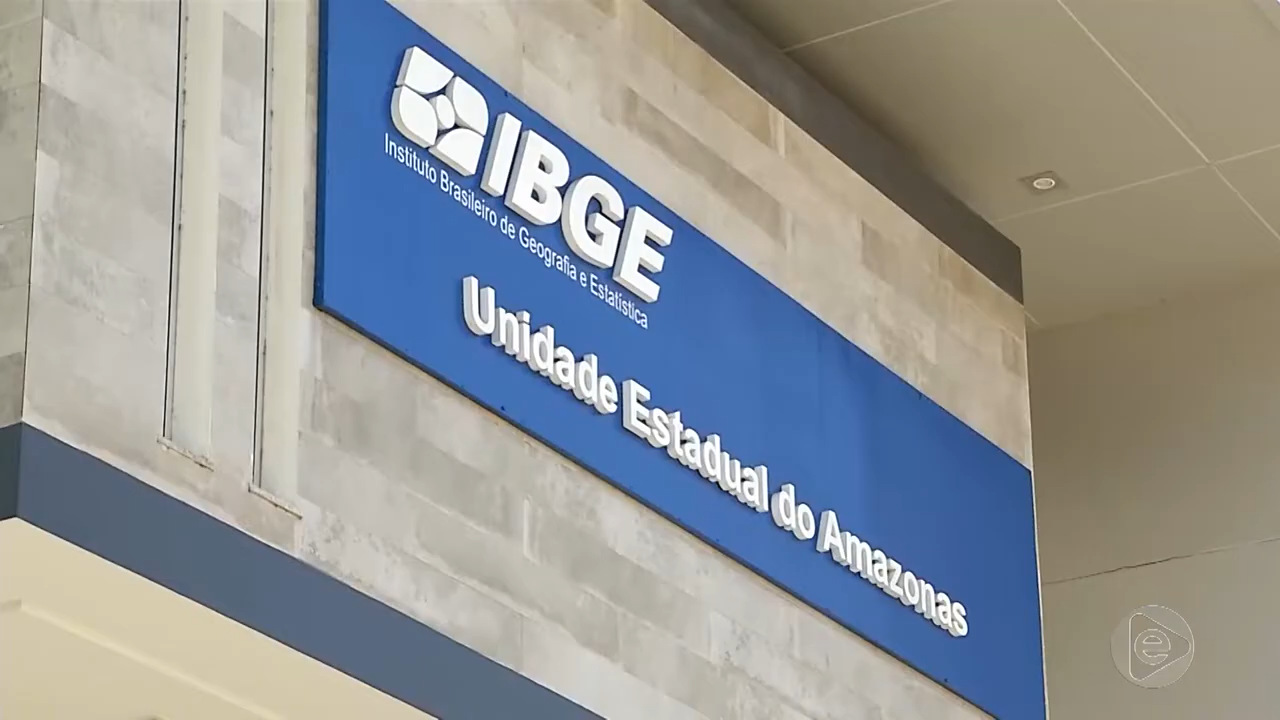 IBGE
Instituto Brasileiro de Geografia e Estatística
Unidade Estadual do Amazonas
e